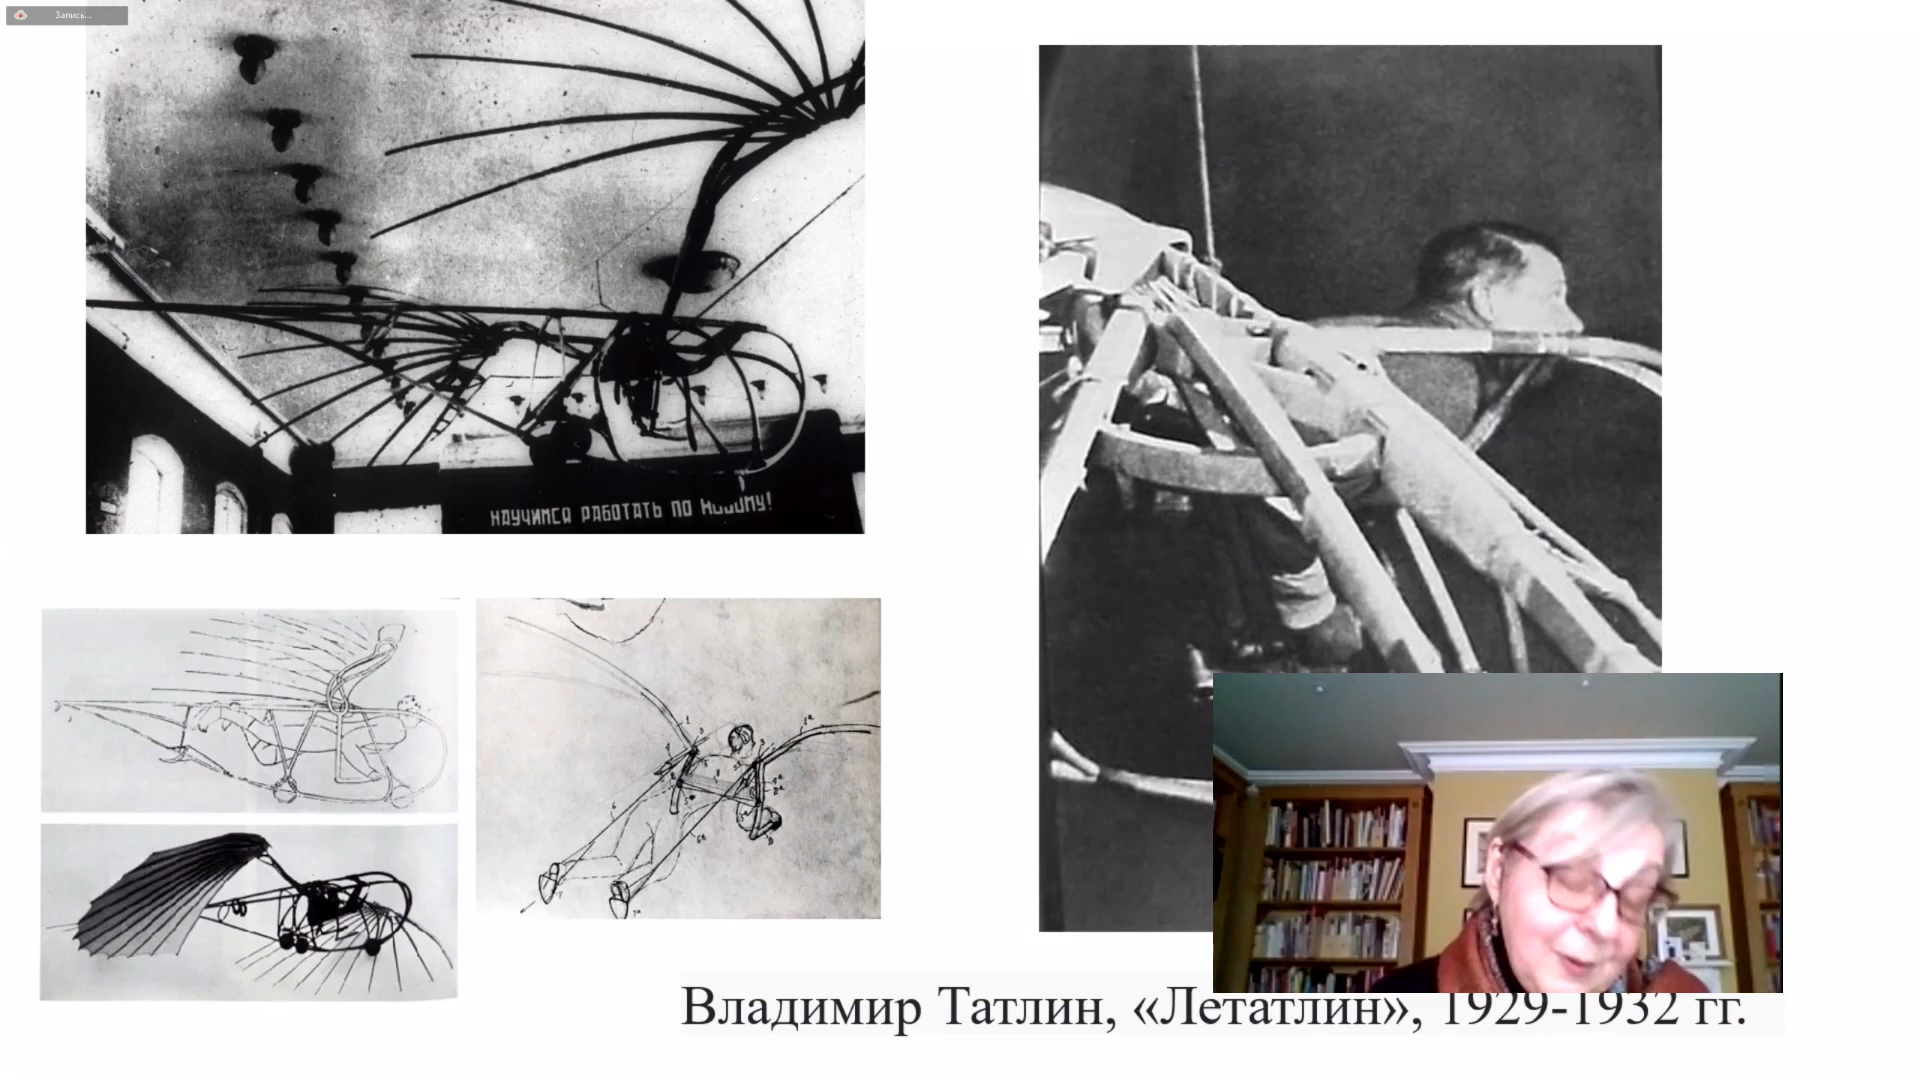 Запись...
НАУЧИМСЯ РАБОТАТЬ ПО НОВОМУ!
Владимир Татлин, «Летатлин», 1929-1932 гг.